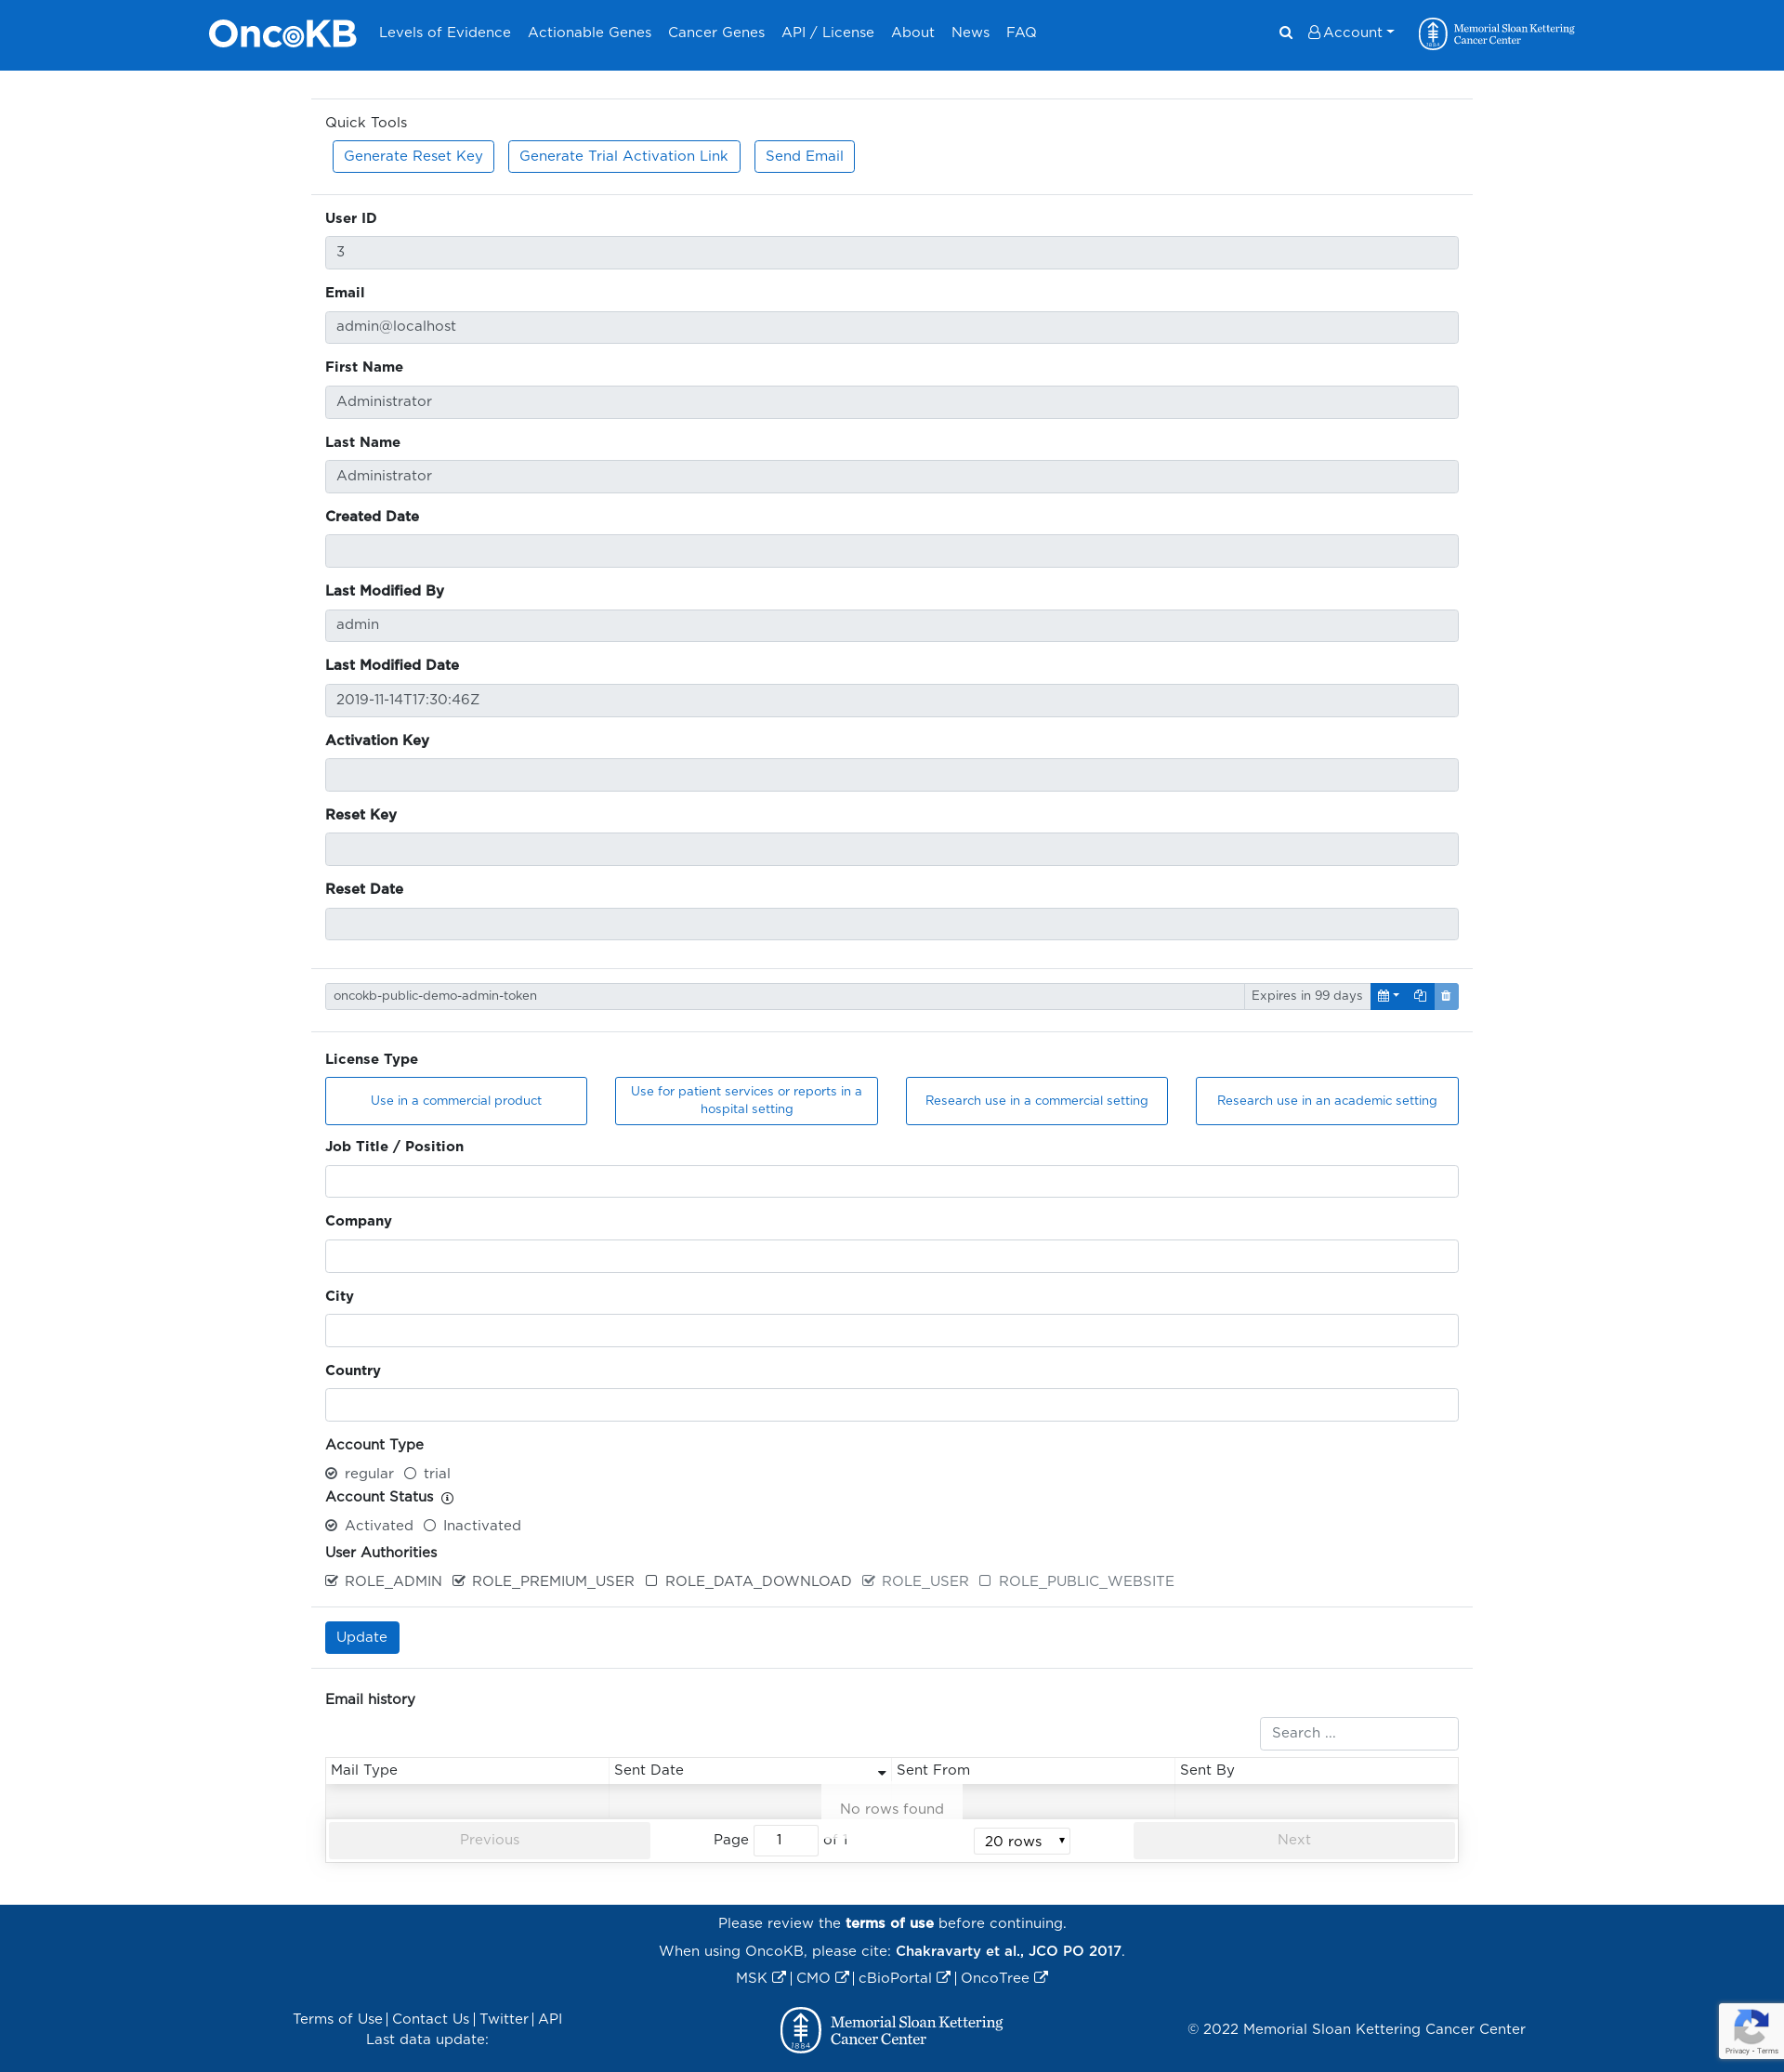 OncoKB Levels of Evidence Actionable Genes Cancer Genes API / License About News FAQ Account Memorial Sloan Kettering
Cancer Center
Quick Tools
Generate Reset Key Generate Trial Activation Link Send Email
User ID
3
Email
admin@localhost
First Name
Administrator
Last Name
Administrator
Created Date
Last Modified By
admin
Last Modified Date
2019-11-14T17:30:46Z
Activation Key
Reset Key
Reset Date
oncokb-public-demo-admin-token Expires in 99 days
License Type
Use in a commercial product
Use for patient services or reports in a
hospital setting
Research use in a commercial setting
Research use in an academic setting
Job Title / Position
Company
City
Country
Account Type
regular trial
Account Status
Activated Inactivated
User Authorities
ROLE_ADMIN ROLE_PREMIUM_USER ROLE_DATA_DOWNLOAD ROLE_USER ROLE_PUBLIC_WEBSITE
Update
Email history
Search ...
Mail Type Sent Date Sent From Sent By
No rows found
Previous Page 1 of 1 20 rows Next
Please review the terms of use before continuing.
When using OncoKB, please cite: Chakravarty et al., JCO PO 2017.
MSK | CMO | cBioPortal | OncoTree
Terms of Use | Contact Us | Twitter | API
Last data update:
1884 Memorial Sloan Kettering
Cancer Center
© 2022 Memorial Sloan Kettering Cancer Center
Privacy - Terms